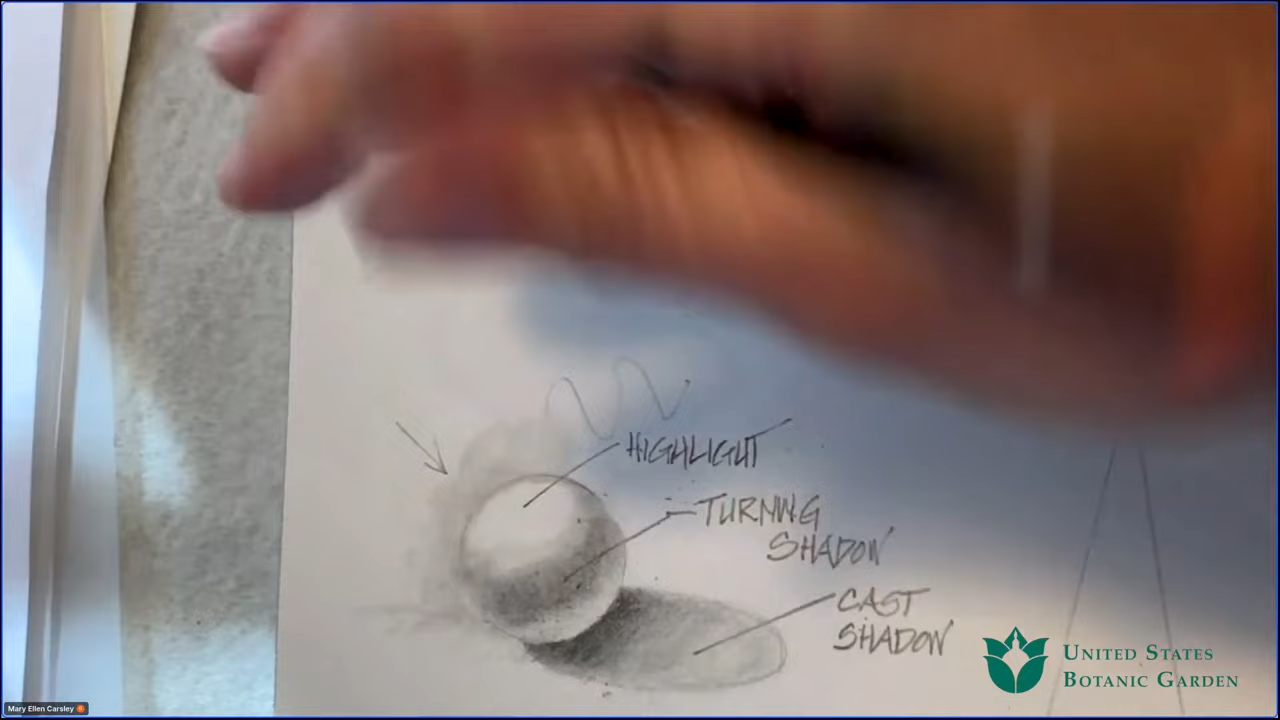 HIGHLIGHT
TURNING
SHADOW
CAST
SHADOW
UNITED STATES
BOTANIC GARDEN
Mary Ellen Carsley